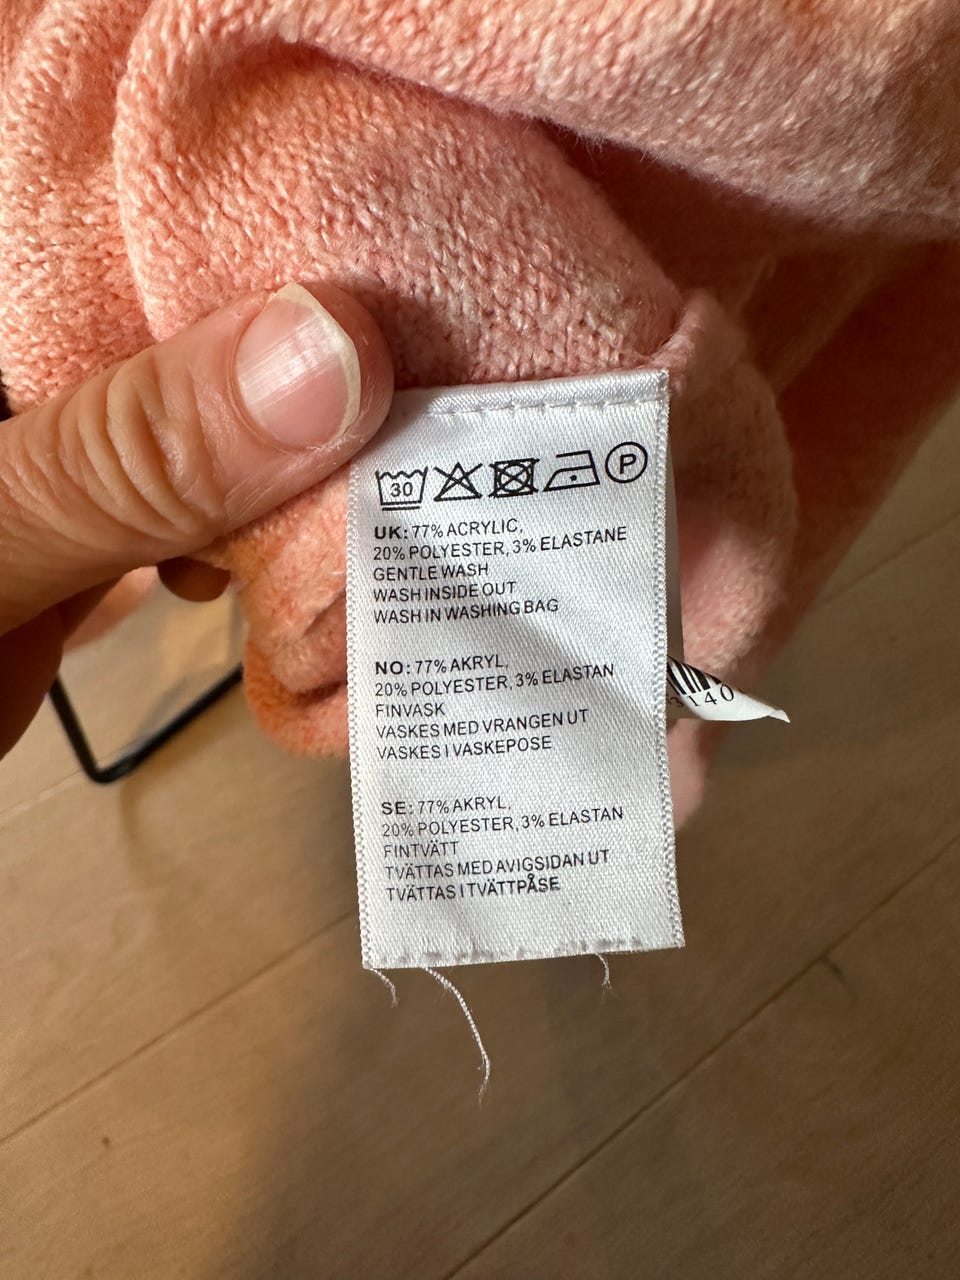 30 P
UK: 77% ACRYLIC,
20% POLYESTER, 3% ELASTANE
GENTLE WASH
WASH INSIDE OUT
WASH IN WASHING BAG
NO: 77% AKRYL,
20% POLYESTER, 3% ELASTAN
FINVASK
VASKES MED VRANGEN UT
VASKES I VASKEPOSE
SE: 77% AKRYL,
20% POLYESTER, 3% ELASTAN
FINTVÄTT
TVÄTTAS MED AVIGSIDAN UT
TVÄTTAS I TVÄTTPÅSE
3140